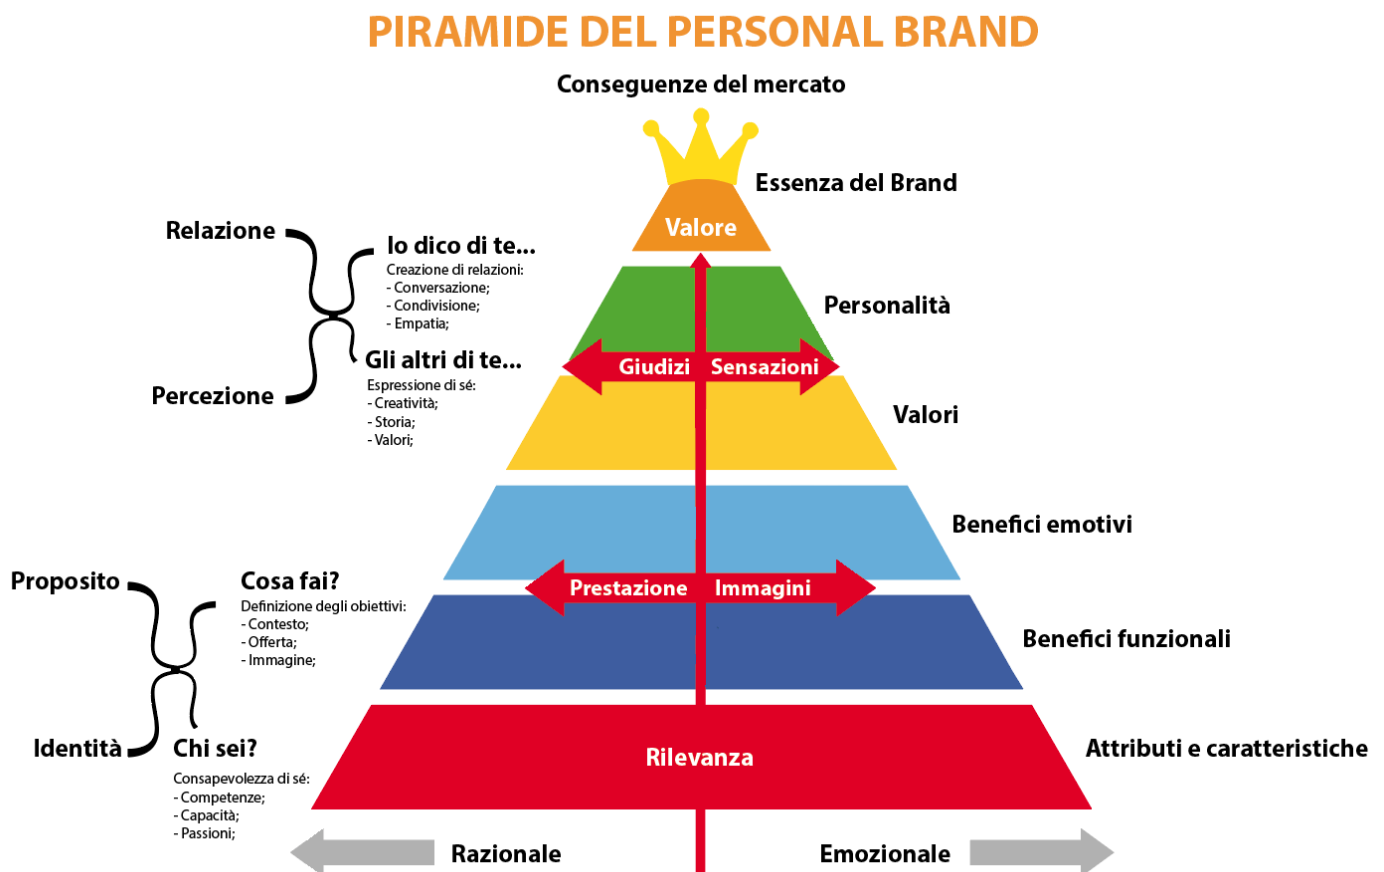 PIRAMIDE DEL PERSONAL BRAND
Conseguenze del mercato
Essenza del Brand
Valore
Relazione
Io dico di te...
Creazione di relazioni:
- Conversazione;
- Condivisione;
- Empatia;
Personalità
Gli altri di te...
Giudizi
Sensazioni
Percezione
Espressione di sé:
- Creatività;
- Storia;
- Valori;
Valori
Benefici emotivi
Proposito
Cosa fai?
Definizione degli obiettivi:
- Contesto;
- Offerta;
- Immagine;
Prestazione
Immagini
Benefici funzionali
Identità
Chi sei?
Consapevolezza di sé:
- Competenze;
- Capacità;
- Passioni;
Rilevanza
Attributi e caratteristiche
Razionale
Emozionale